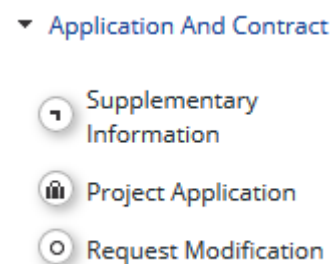 Application And Contract
Supplementary
Information
Project Application
Request Modification